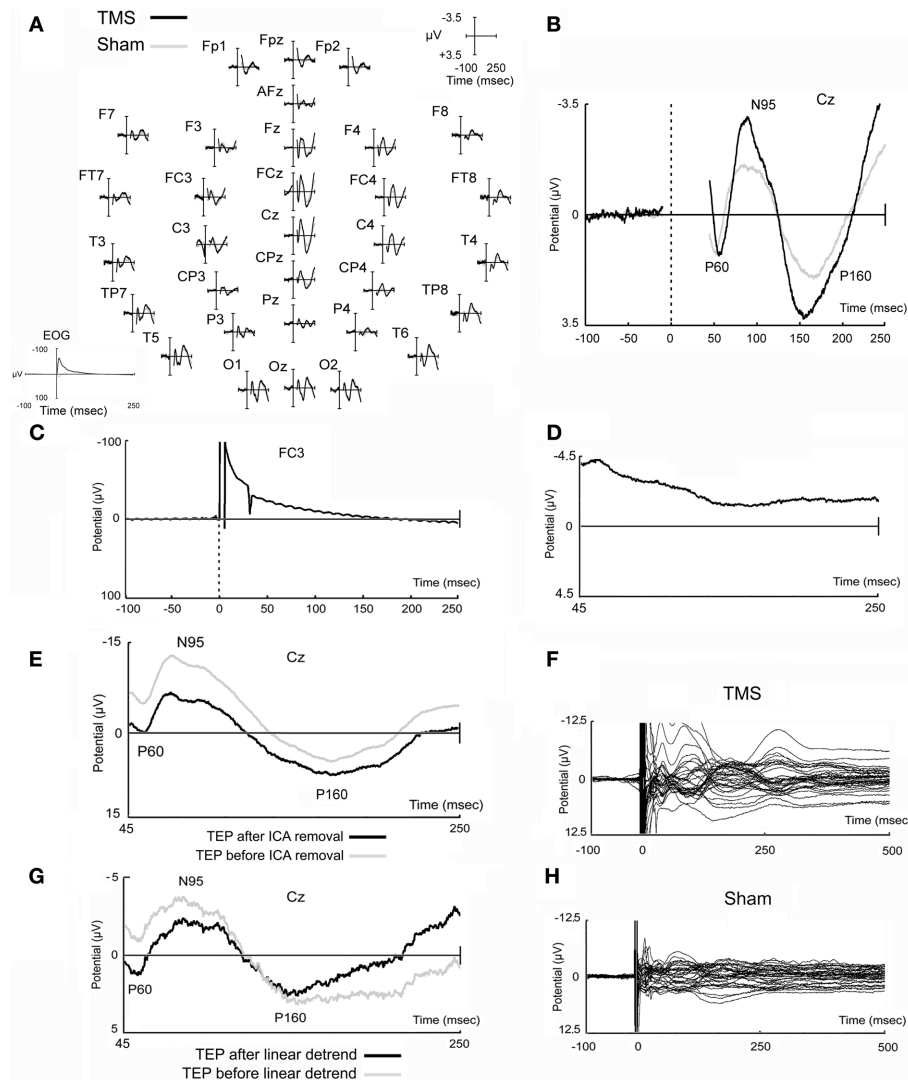 A
TMS
Sham
Fp1
Fpz
Fp2
-3.5
µV
+3.5
-100
250
Time (msec)
AFz
F7
F3
Fz
F4
F8
FT7
FC3
FCz
FC4
FT8
T3
C3
Cz
C4
T4
CP3
CPz
CP4
TP7
P3
Pz
P4
TP8
T5
O1
Oz
O2
T6
EOG
-100
µV
100
-100
250
Time (msec)
B
Cz
N95
P60
P160
-3.5
0
3.5
Potential (µV)
Time (msec)
-100 -50 0 50 100 150 200 250
C
FC3
-100
0
100
Potential (µV)
Time (msec)
-100 -50 0 50 100 150 200 250
D
-4.5
0
4.5
Potential (µV)
Time (msec)
45 250
E
Cz
N95
P60
P160
-15
0
15
Potential (µV)
Time (msec)
45 250
TEP after ICA removal
TEP before ICA removal
F
TMS
-12.5
0
12.5
Potential (µV)
Time (msec)
-100 0 250 500
G
Cz
N95
P60
P160
-5
0
5
Potential (µV)
Time (msec)
45 250
TEP after linear detrend
TEP before linear detrend
H
Sham
-12.5
0
12.5
Potential (µV)
Time (msec)
-100 0 250 500